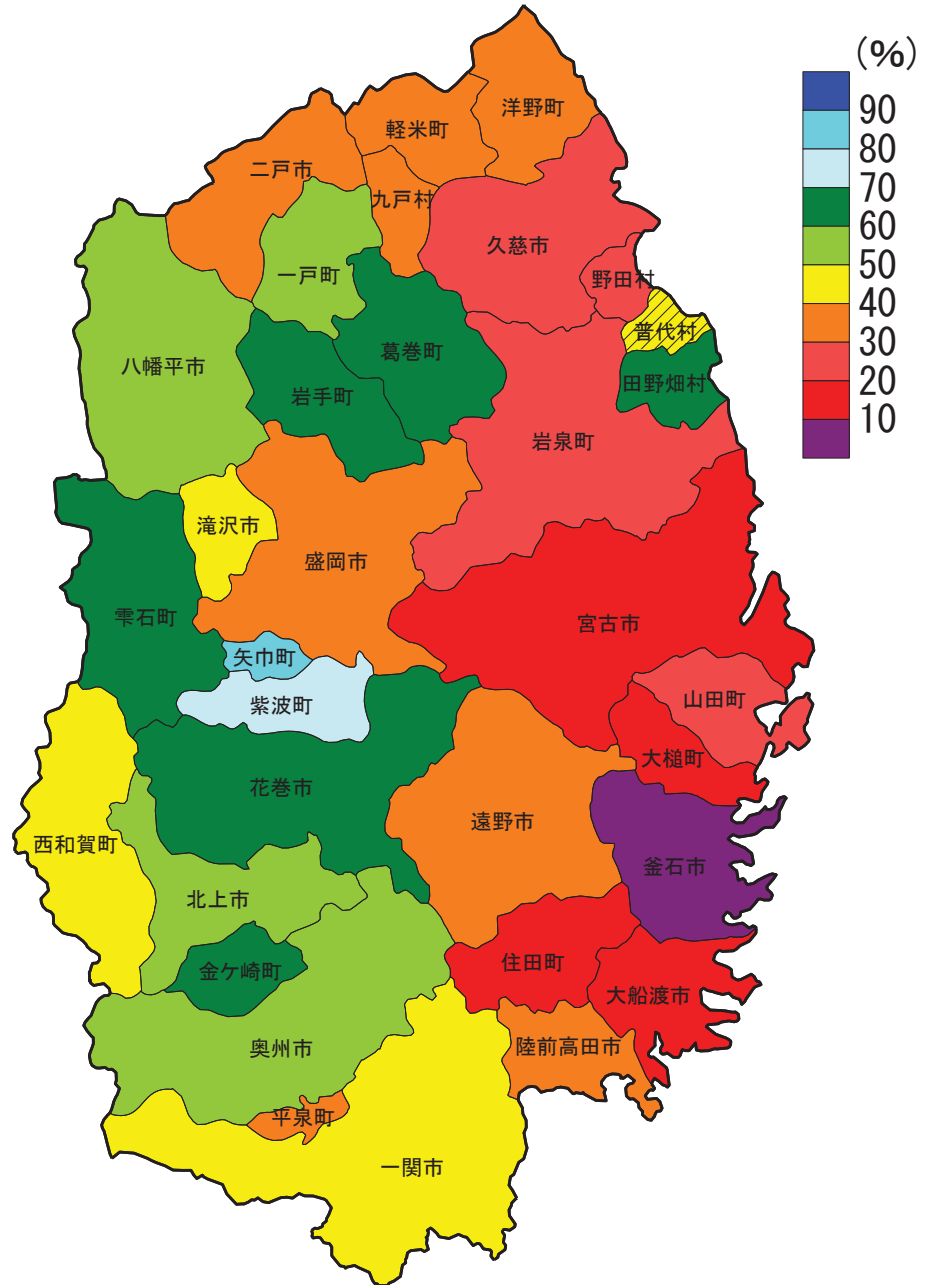 (%)
90
80
70
60
50
40
30
20
10
洋野町
軽米町
二戸市
九戸村
久慈市
一戸町
野田村
普代村
葛巻町
八幡平市
田野畑村
岩手町
岩泉町
滝沢市
盛岡市
雫石町
宮古市
矢巾町
山田町
紫波町
大槌町
花巻市
遠野市
西和賀町
釜石市
北上市
住田町
金ケ崎町
大船渡市
奥州市
陸前高田市
平泉町
一関市